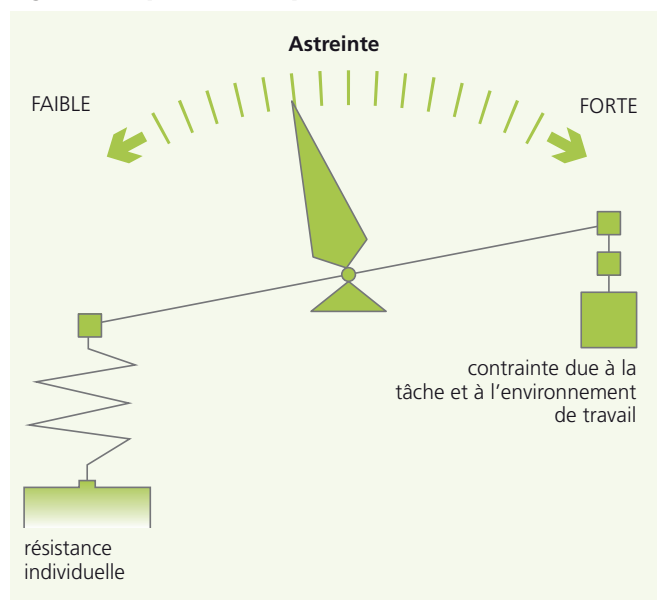 Astreinte
FAIBLE
FORTE
contrainte due à la
tâche et à l'environnement
de travail
résistance
individuelle